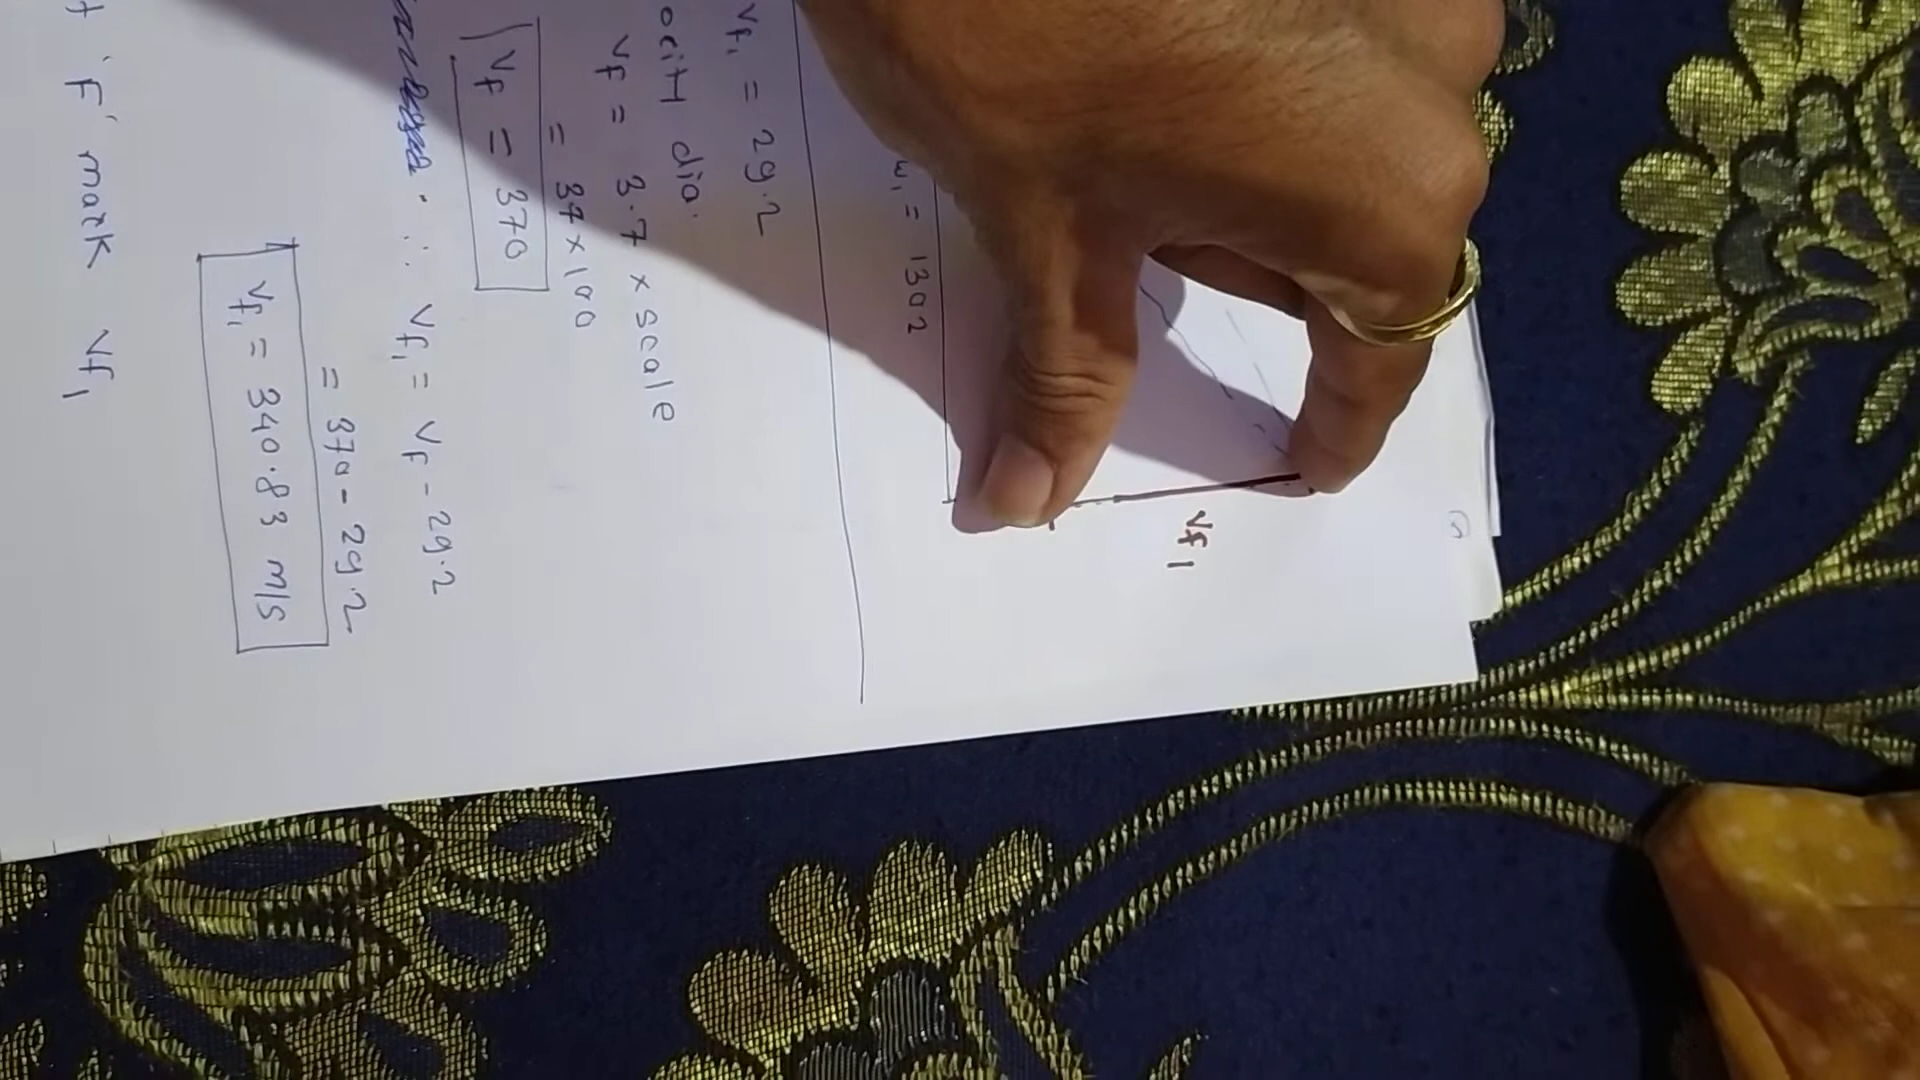 Vf1
w1 = 1302
Vf1 = 29.2
ocity dia.
VF = 3.7 x scale
= 37 x 100
VF = 370
∴ Vf1 = VF - 29.2
= 370 - 29.2
Vf1 = 340.83 m/s
'F' mark Vf1